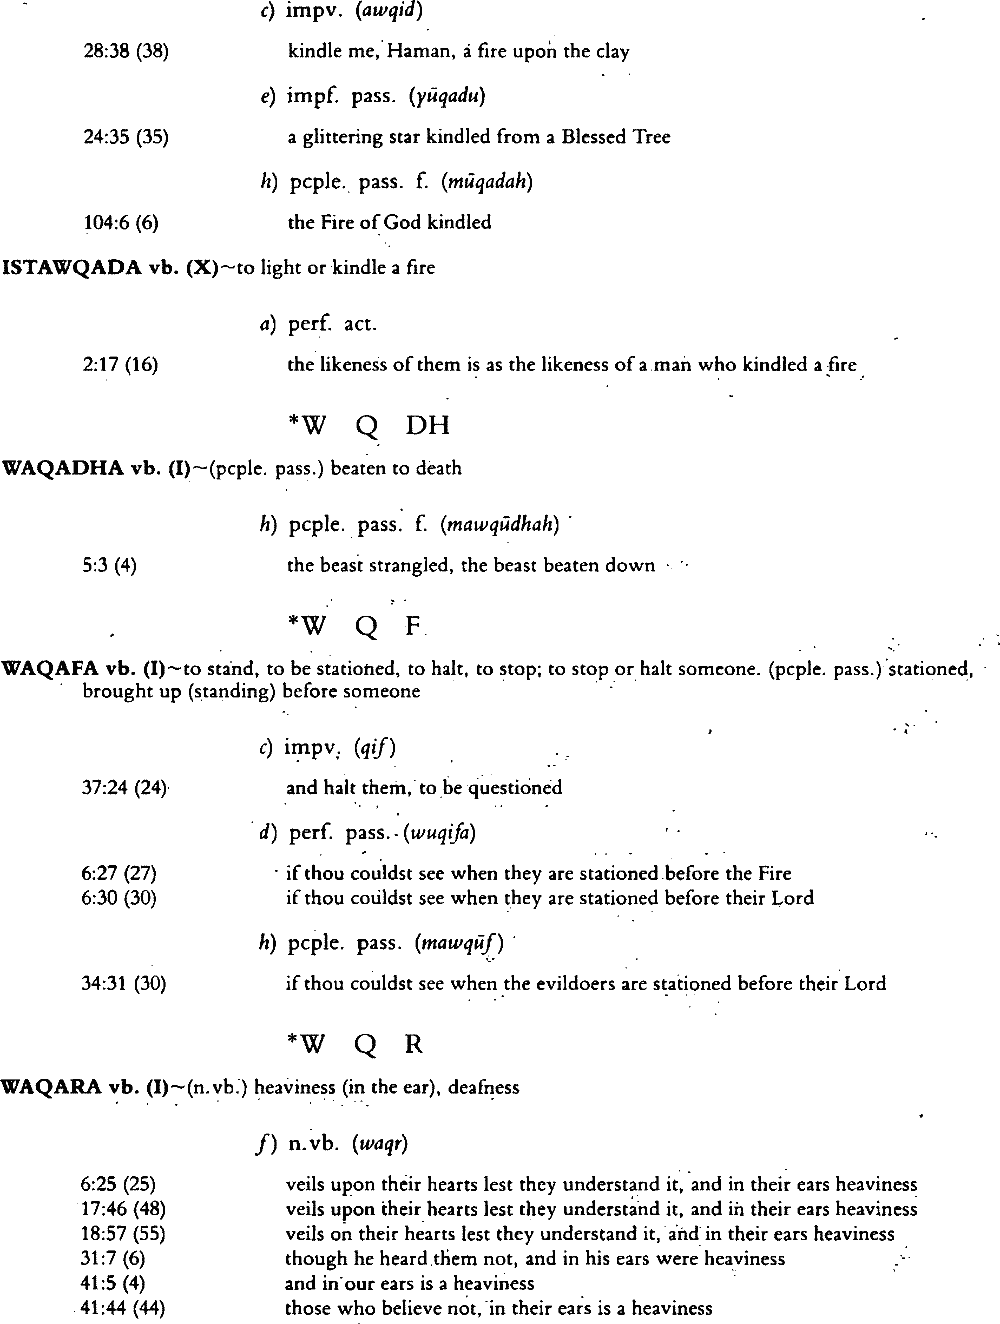 c) impv. (awqid)
28:38 (38) kindle me, Haman, a fire upon the clay
e) impf. pass. (yūqadu)
24:35 (35) a glittering star kindled from a Blessed Tree
h) pcple. pass. f. (mūqadah)
104:6 (6) the Fire of God kindled
ISTAWQADA vb. (X)~to light or kindle a fire
a) perf. act.
2:17 (16) the likeness of them is as the likeness of a man who kindled a fire
*W Q DH
WAQADHA vb. (I)~(pcple. pass.) beaten to death
h) pcple. pass. f. (mawqūdhah)
5:3 (4) the beast strangled, the beast beaten down
*W Q F
WAQAFA vb. (I)~to stand, to be stationed, to halt, to stop; to stop or halt someone. (pcple. pass.) stationed,
brought up (standing) before someone
c) impv. (qif)
37:24 (24) and halt them, to be questioned
d) perf. pass. (wuqifa)
6:27 (27) if thou couldst see when they are stationed before the Fire
6:30 (30) if thou couldst see when they are stationed before their Lord
h) pcple. pass. (mawqūf)
34:31 (30) if thou couldst see when the evildoers are stationed before their Lord
*W Q R
WAQARA vb. (I)~(n.vb.) heaviness (in the ear), deafness
f) n.vb. (waqr)
6:25 (25) veils upon their hearts lest they understand it, and in their ears heaviness
17:46 (48) veils upon their hearts lest they understand it, and in their ears heaviness
18:57 (55) veils on their hearts lest they understand it, and in their ears heaviness
31:7 (6) though he heard them not, and in his ears were heaviness
41:5 (4) and in our ears is a heaviness
41:44 (44) those who believe not, in their ears is a heaviness